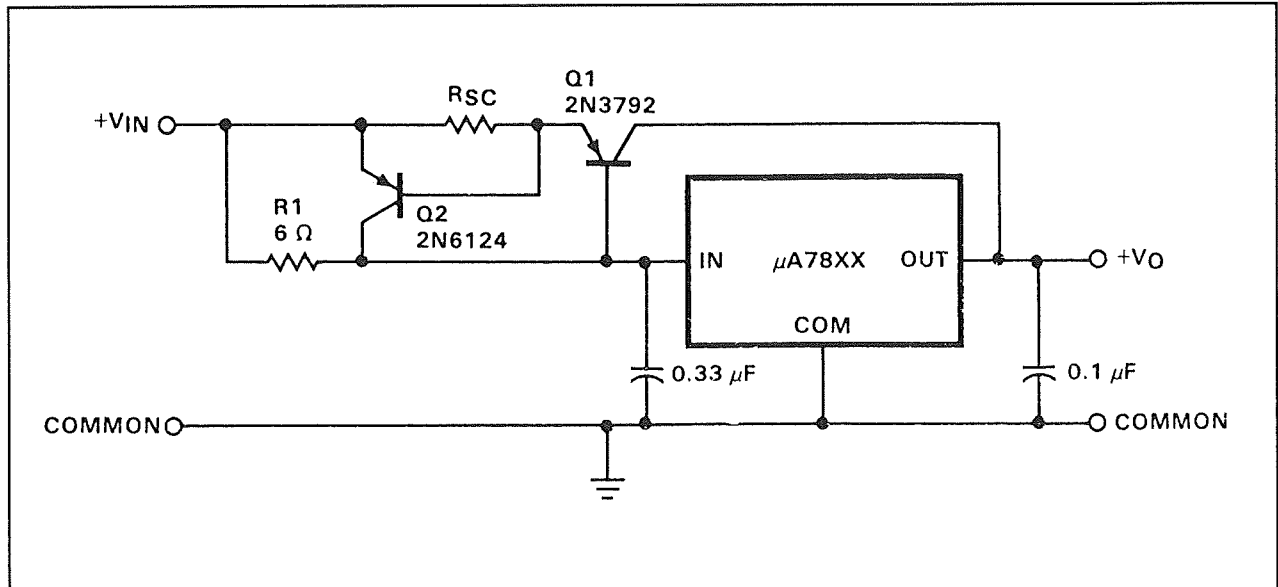 Q1
2N3792
RSC
+VIN
R1
6 Ω
Q2
2N6124
IN
μA78XX
OUT
+VO
COM
0.33 μF
0.1 μF
COMMON
COMMON